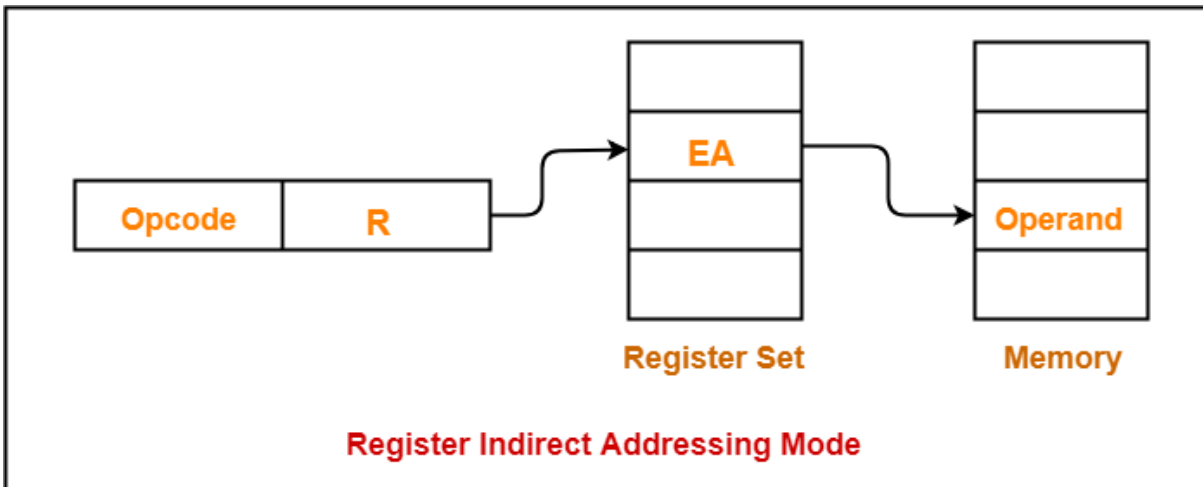 EA
Opcode
R
Operand
Register Set
Memory
Register Indirect Addressing Mode